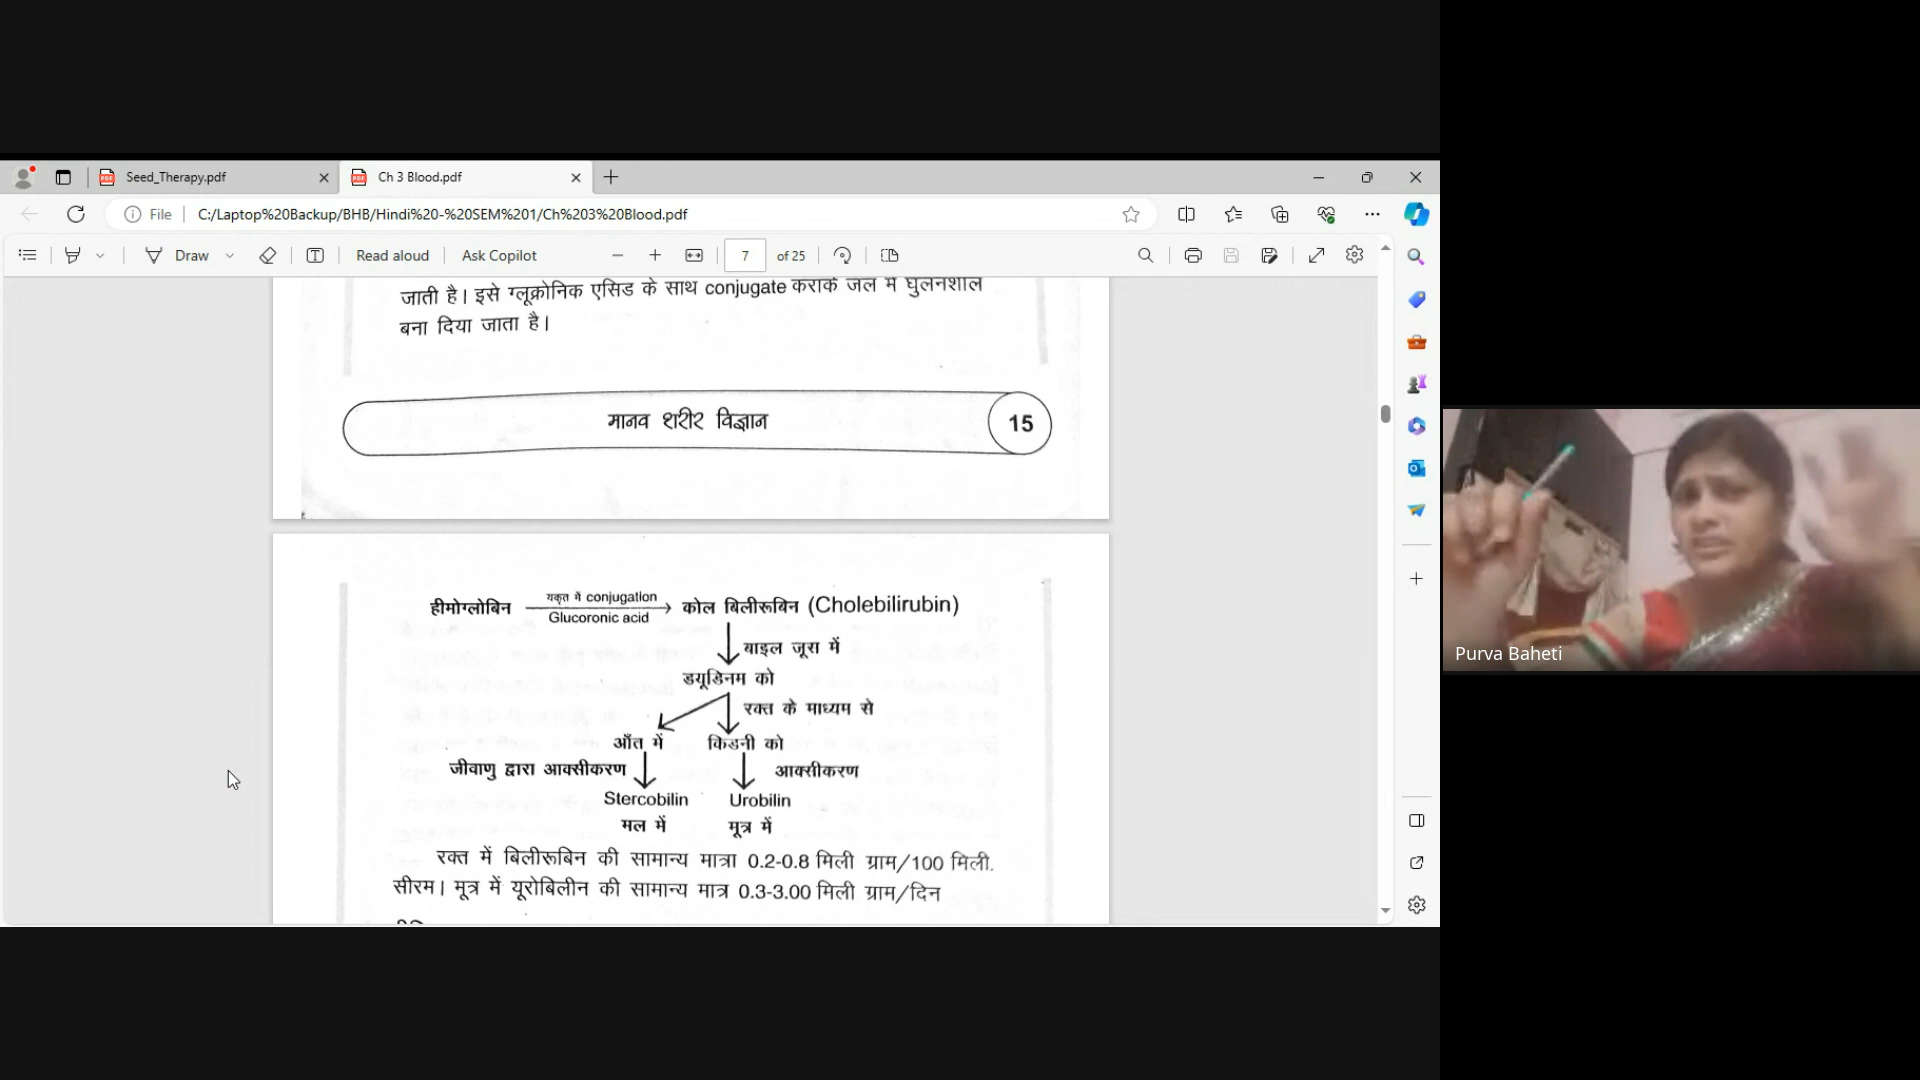 Seed_Therapy.pdf
Ch 3 Blood.pdf
File
C:/Laptop%20Backup/BHB/Hindi%20-%20SEM%201/Ch%203%20Blood.pdf
Draw
Read aloud
Ask Copilot
7 of 25
जाती है। इसे ग्लूक्रोनिक एसिड के साथ conjugate कराके जल में घुलनशील
बना दिया जाता है।
मानव शरीर विज्ञान
15
हीमोग्लोबिन यकृत में conjugation कोल बिलीरूबिन (Cholebilirubin)
Glucoronic acid
बाइल जूस में
डयूडिनम को
रक्त के माध्यम से
आँत में किडनी को
जीवाणु द्वारा आक्सीकरण आक्सीकरण
Stercobilin Urobilin
मल में मूत्र में
रक्त में बिलीरूबिन की सामान्य मात्रा 0.2-0.8 मिली ग्राम/100 मिली.
सीरम। मूत्र में यूरोबिलीन की सामान्य मात्र 0.3-3.00 मिली ग्राम/दिन
Purva Baheti